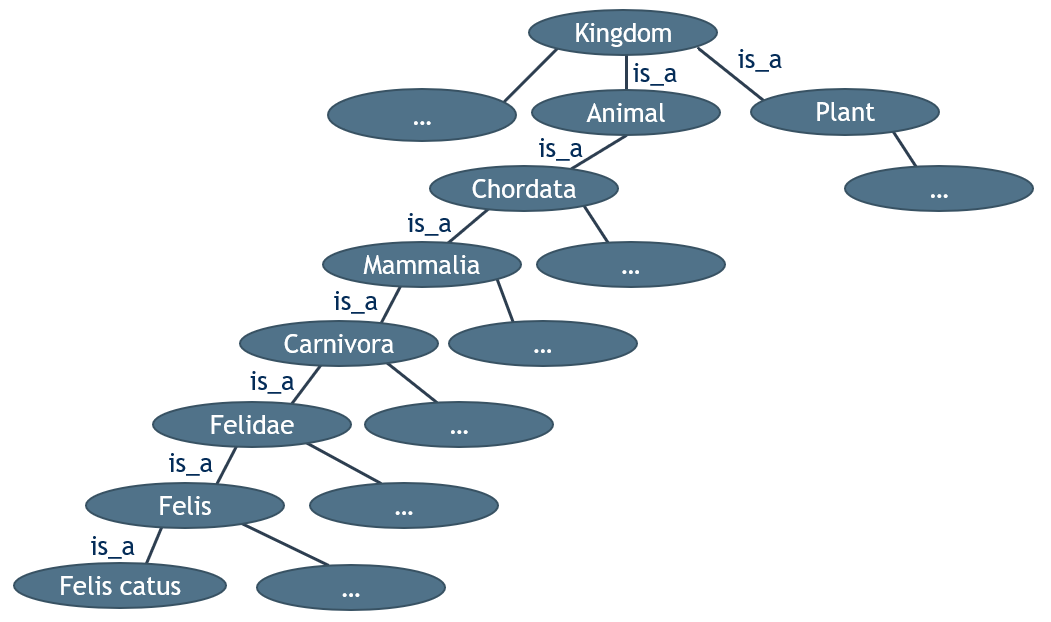 Kingdom
is_a
is_a
...
Animal
Plant
is_a
Chordata
...
is_a
Mammalia
...
is_a
Carnivora
...
is_a
Felidae
...
is_a
Felis
...
is_a
Felis catus
...